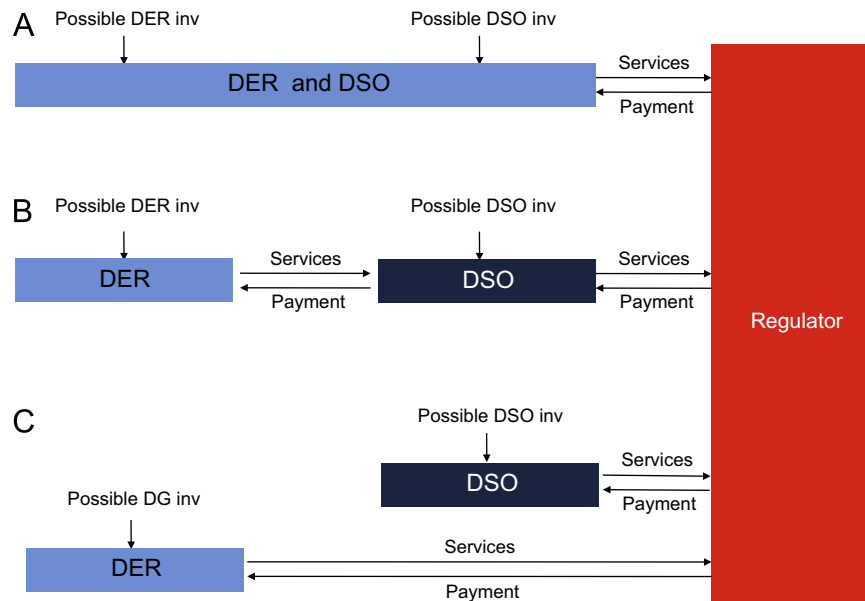 A
Possible DER inv
Possible DSO inv
DER and DSO
Services
Payment
B
Possible DER inv
Possible DSO inv
DER
Services
Payment
DSO
Services
Payment
Regulator
C
Possible DSO inv
DSO
Services
Payment
Possible DG inv
DER
Services
Payment